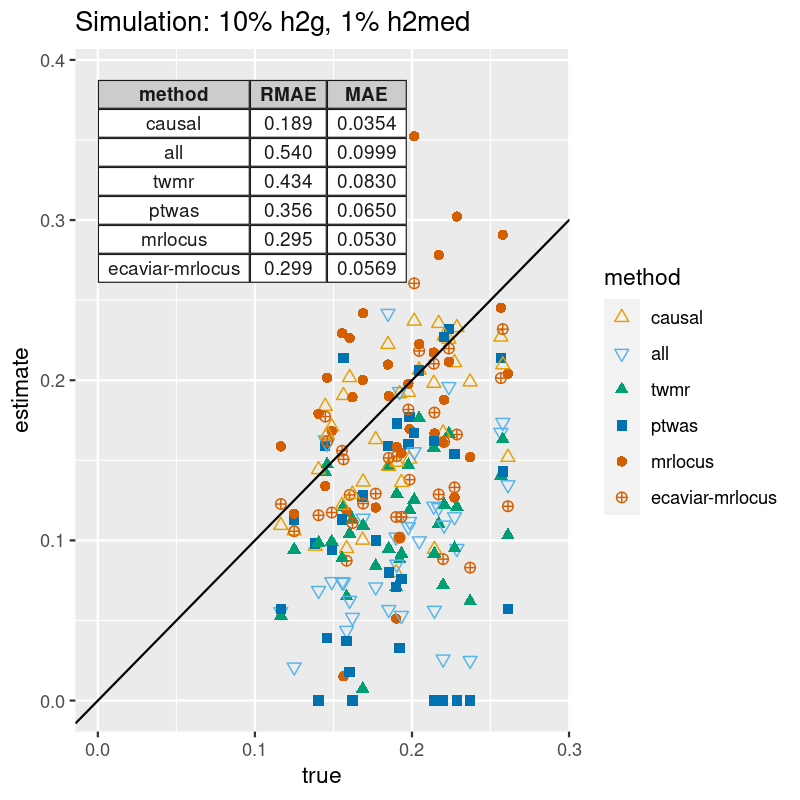 Simulation: 10% h2g, 1% h2med
0.4
0.3
0.2
0.1
0.0
estimate
method RMAE MAE
causal 0.189 0.0354
all 0.540 0.0999
twmr 0.434 0.0830
ptwas 0.356 0.0650
mrlocus 0.295 0.0530
ecaviar-mrlocus 0.299 0.0569
0.0 0.1 0.2 0.3
true
method
causal
all
twmr
ptwas
mrlocus
ecaviar-mrlocus